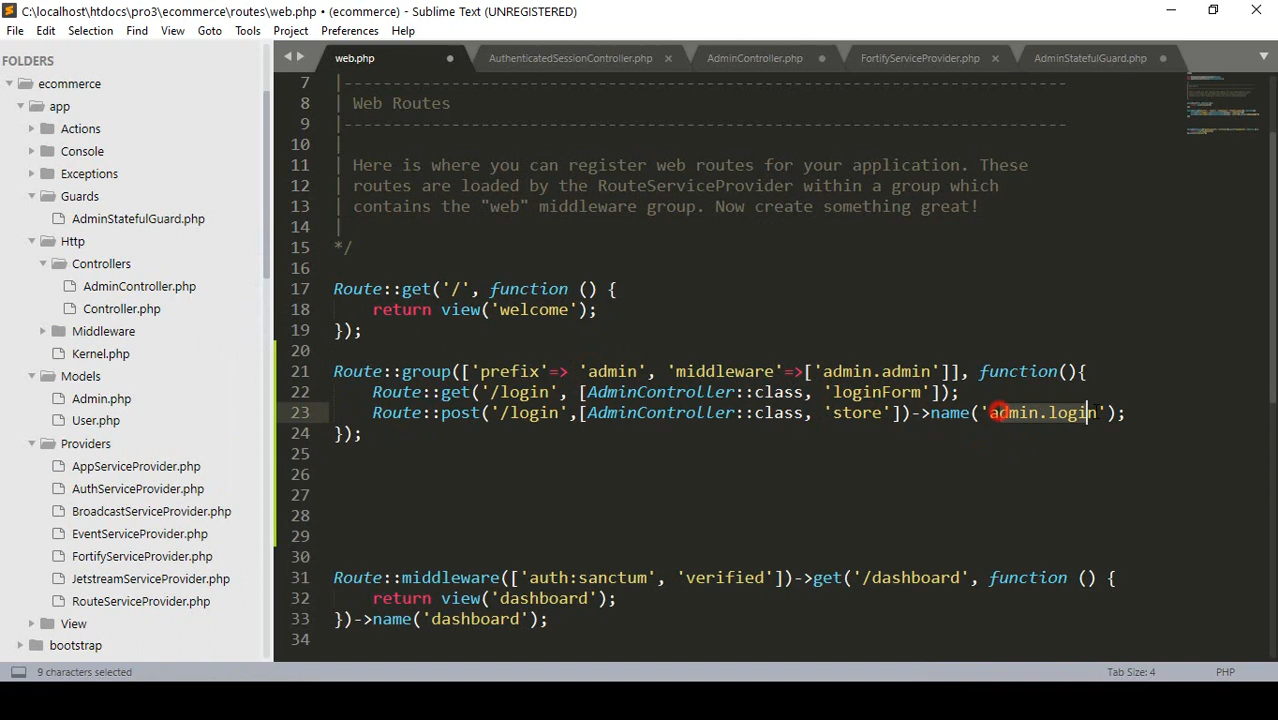 C:\localhost\htdocs\pro3\ecommerce\routes\web.php • (ecommerce) - Sublime Text (UNREGISTERED)
File Edit Selection Find View Goto Tools Project Preferences Help
FOLDERS
ecommerce
app
Actions
Console
Exceptions
Guards
AdminStatefulGuard.php
Http
Controllers
AdminController.php
Controller.php
Middleware
Kernel.php
Models
Admin.php
User.php
Providers
AppServiceProvider.php
AuthServiceProvider.php
BroadcastServiceProvider.php
EventServiceProvider.php
FortifyServiceProvider.php
JetstreamServiceProvider.php
RouteServiceProvider.php
View
bootstrap
web.php AuthenticatedSessionController.php AdminController.php FortifyServiceProvider.php AdminStatefulGuard.php
7 |--------------------------------------------------------------------------
8 | Web Routes
9 |--------------------------------------------------------------------------
10 |
11 | Here is where you can register web routes for your application. These
12 | routes are loaded by the RouteServiceProvider within a group which
13 | contains the "web" middleware group. Now create something great!
14 |
15 */
16
17 Route::get('/', function () {
18 return view('welcome');
19 });
20
21 Route::group(['prefix'=> 'admin', 'middleware'=>['admin.admin']], function(){
22 Route::get('/login', [AdminController::class, 'loginForm']);
23 Route::post('/login',[AdminController::class, 'store'])->name('admin.login');
24 });
25
26
27
28
29
30
31 Route::middleware(['auth:sanctum', 'verified'])->get('/dashboard', function () {
32 return view('dashboard');
33 })->name('dashboard');
34
9 characters selected
Tab Size: 4
PHP